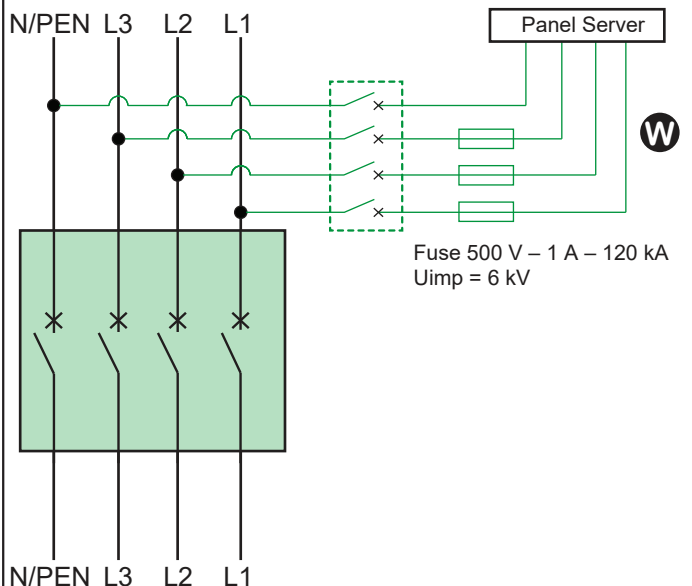 N/PEN L3 L2 L1
Panel Server
W
Fuse 500 V – 1 A – 120 kA
Uimp = 6 kV
N/PEN L3 L2 L1